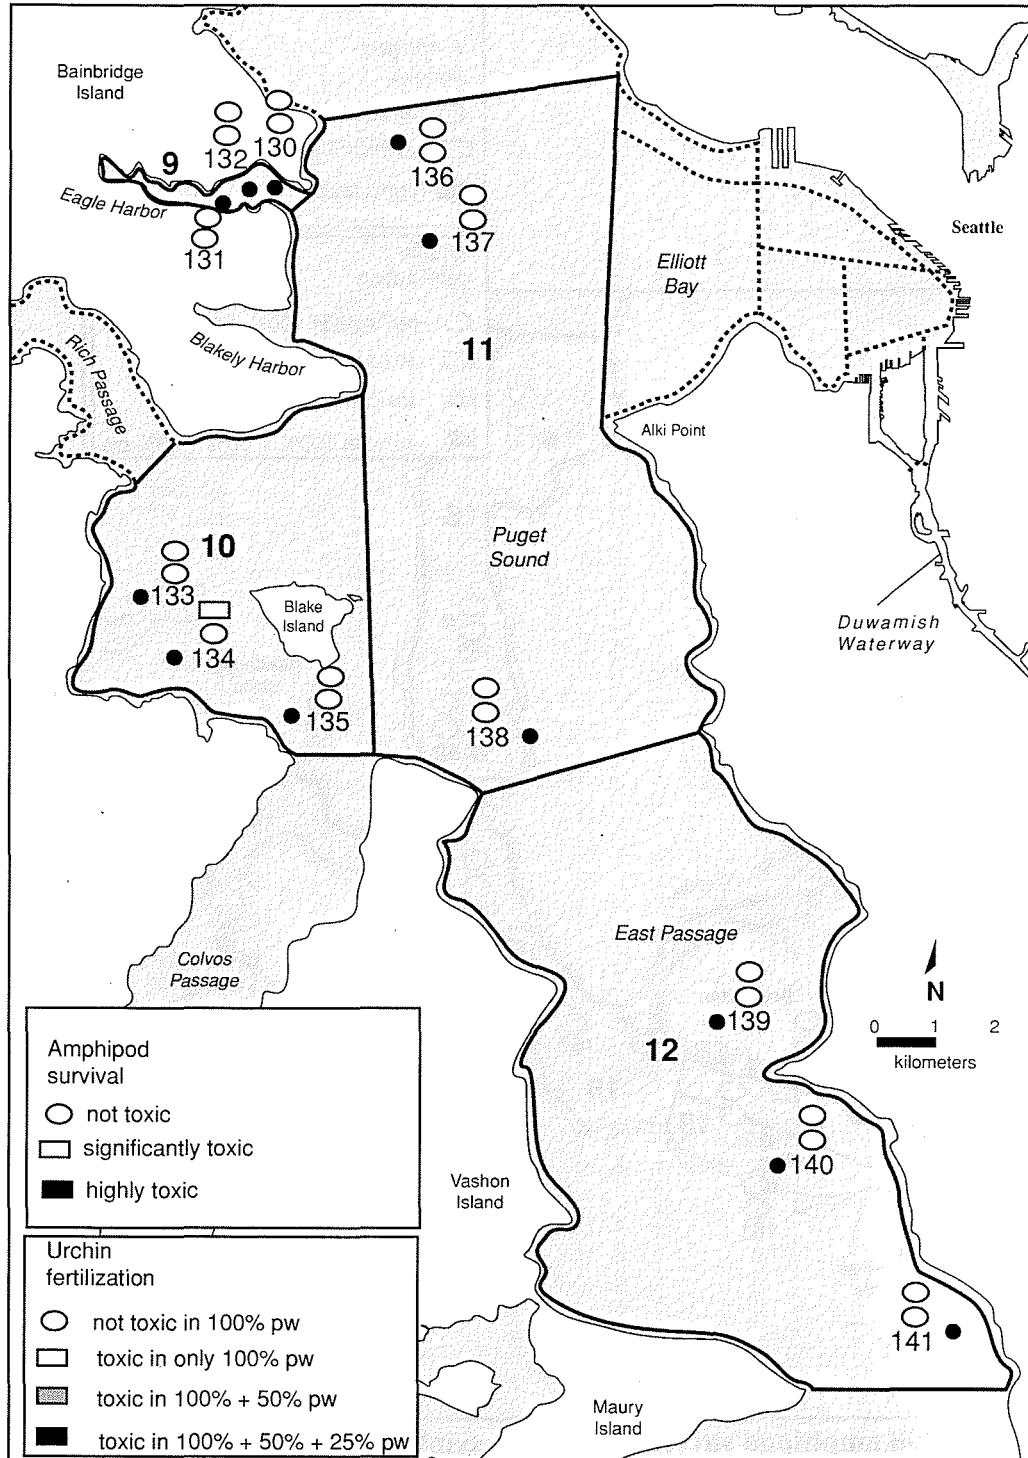 Bainbridge
Island
132
130
9
Eagle Harbor
131
136
137
Seattle
Elliott
Bay
Rich Passage
Blakely Harbor
11
Alki Point
Puget
Sound
10
133
Blake
Island
134
135
138
Duwamish
Waterway
East Passage
Colvos
Passage
139
12
N
0 1 2
kilometers
140
Vashon
Island
141
Maury
Island
Amphipod
survival
not toxic
significantly toxic
highly toxic
Urchin
fertilization
not toxic in 100% pw
toxic in only 100% pw
toxic in 100% + 50% pw
toxic in 100% + 50% + 25% pw